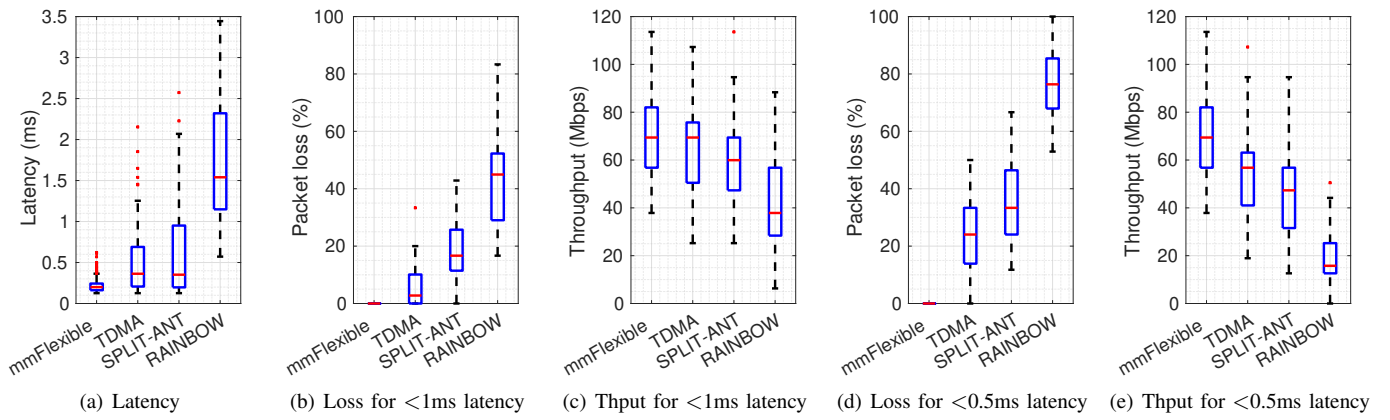 Latency (ms)
3.5
3
2.5
2
1.5
1
0.5
0
mmFlexible
TDMA
SPLIT-ANT
RAINBOW
(a) Latency
Packet loss (%)
100
80
60
40
20
0
mmFlexible
TDMA
SPLIT-ANT
RAINBOW
(b) Loss for <1ms latency
Throughput (Mbps)
120
100
80
60
40
20
0
mmFlexible
TDMA
SPLIT-ANT
RAINBOW
(c) Thput for <1ms latency
Packet loss (%)
100
80
60
40
20
0
mmFlexible
TDMA
SPLIT-ANT
RAINBOW
(d) Loss for <0.5ms latency
Throughput (Mbps)
120
100
80
60
40
20
0
mmFlexible
TDMA
SPLIT-ANT
RAINBOW
(e) Thput for <0.5ms latency